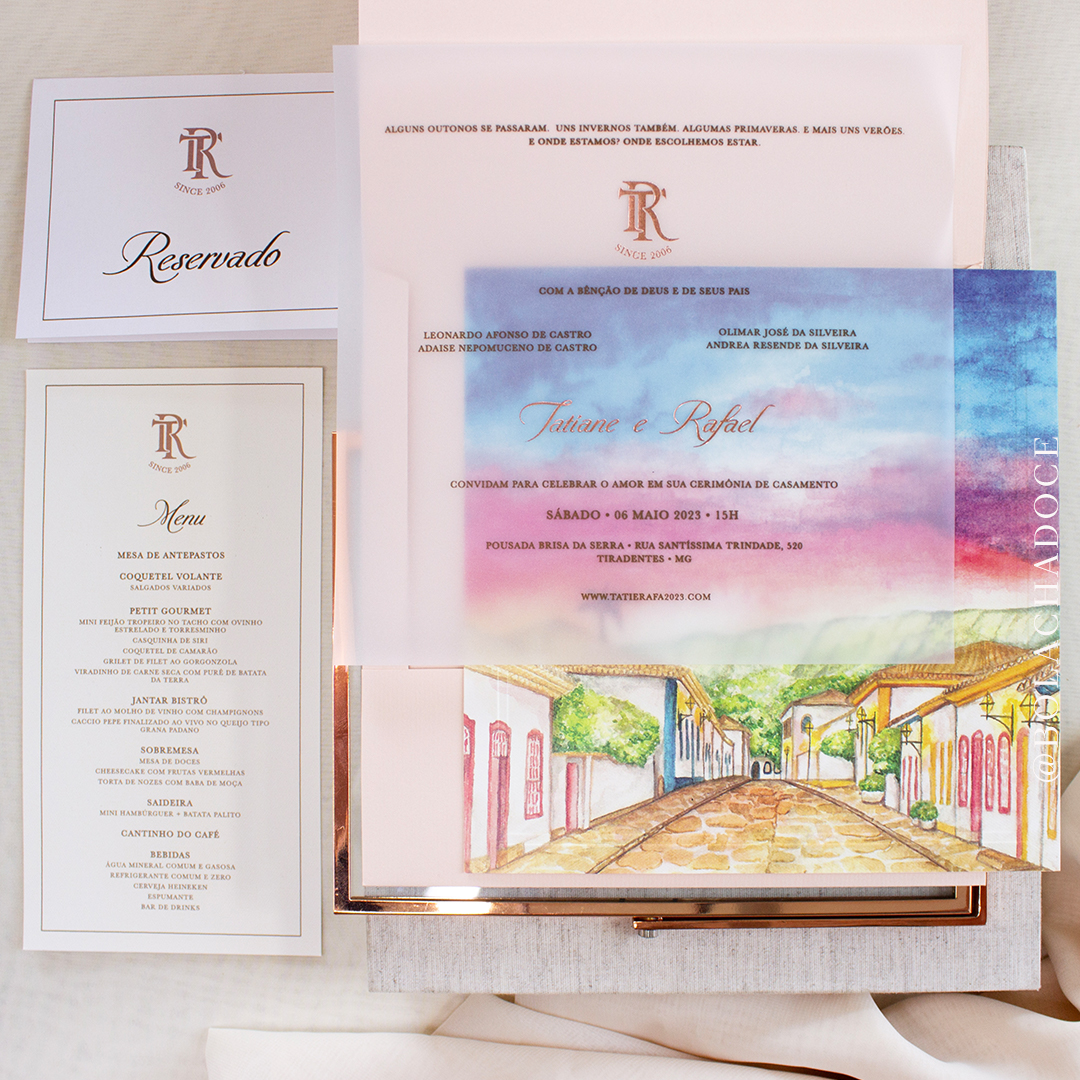 TR
SINCE 2006
Reservado
TR
SINCE 2006
Menu
MESA DE ANTEPASTOS
COQUETEL VOLANTE
SALGADOS VARIADOS
PETIT GOURMET
MINI FEIJÃO TROPEIRO NO TACHO COM OVINHO
ESTRELADO E TORRESMINHO
CASQUINHA DE SIRI
COQUETEL DE CAMARÃO
GRILET DE FILET AO GORGONZOLA
VIRADINHO DE CARNE SECA COM PURÊ DE BATATA
DA TERRA
JANTAR BISTRÔ
FILET AO MOLHO DE VINHO COM CHAMPIGNONS
CACCIO PEPE FINALIZADO AO VIVO NO QUEIJO TIPO
GRANA PADANO
SOBREMESA
MESA DE DOCES
CHEESECAKE COM FRUTAS VERMELHAS
TORTA DE NOZES COM BABA DE MOÇA
SAIDEIRA
MINI HAMBÚRGUER + BATATA PALITO
CANTINHO DO CAFÉ
BEBIDAS
ÁGUA MINERAL COMUM E GASOSA
REFRIGERANTE COMUM E ZERO
CERVEJA HEINEKEN
ESPUMANTE
BAR DE DRINKS
ALGUNS OUTONOS SE PASSARAM. UNS INVERNOS TAMBÉM. ALGUMAS PRIMAVERAS. E MAIS UNS VERÕES.
E ONDE ESTAMOS? ONDE ESCOLHEMOS ESTAR.
TR
SINCE 2006
COM A BÊNÇÃO DE DEUS E DE SEUS PAIS
LEONARDO AFONSO DE CASTRO
ADAISE NEPOMUCENO DE CASTRO
OLIMAR JOSÉ DA SILVEIRA
ANDREA RESENDE DA SILVEIRA
Tatiane e Rafael
CONVIDAM PARA CELEBRAR O AMOR EM SUA CERIMÔNIA DE CASAMENTO
SÁBADO • 06 MAIO 2023 • 15H
POUSADA BRISA DA SERRA • RUA SANTÍSSIMA TRINDADE, 520
TIRADENTES • MG
WWW.TATIERAFA2023.COM
@BOLACHADOCE